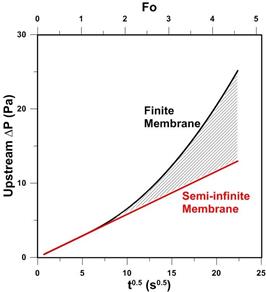 Fo
0 1 2 3 4 5
30
20
10
0
Upstream ΔP (Pa)
Finite
Membrane
Semi-infinite
Membrane
0 5 10 15 20 25
t^0.5 (s^0.5)